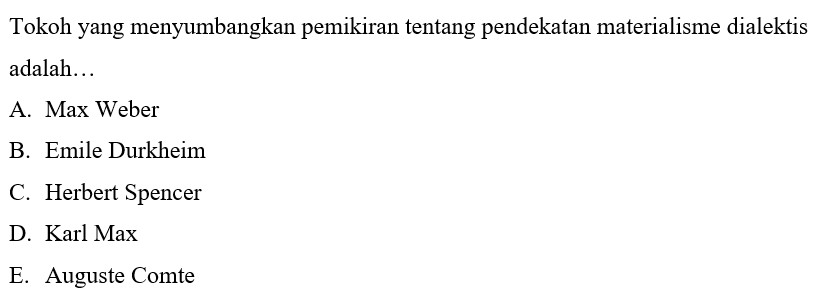 Tokoh yang menyumbangkan pemikiran tentang pendekatan materialisme dialektis
adalah…
A. Max Weber
B. Emile Durkheim
C. Herbert Spencer
D. Karl Max
E. Auguste Comte